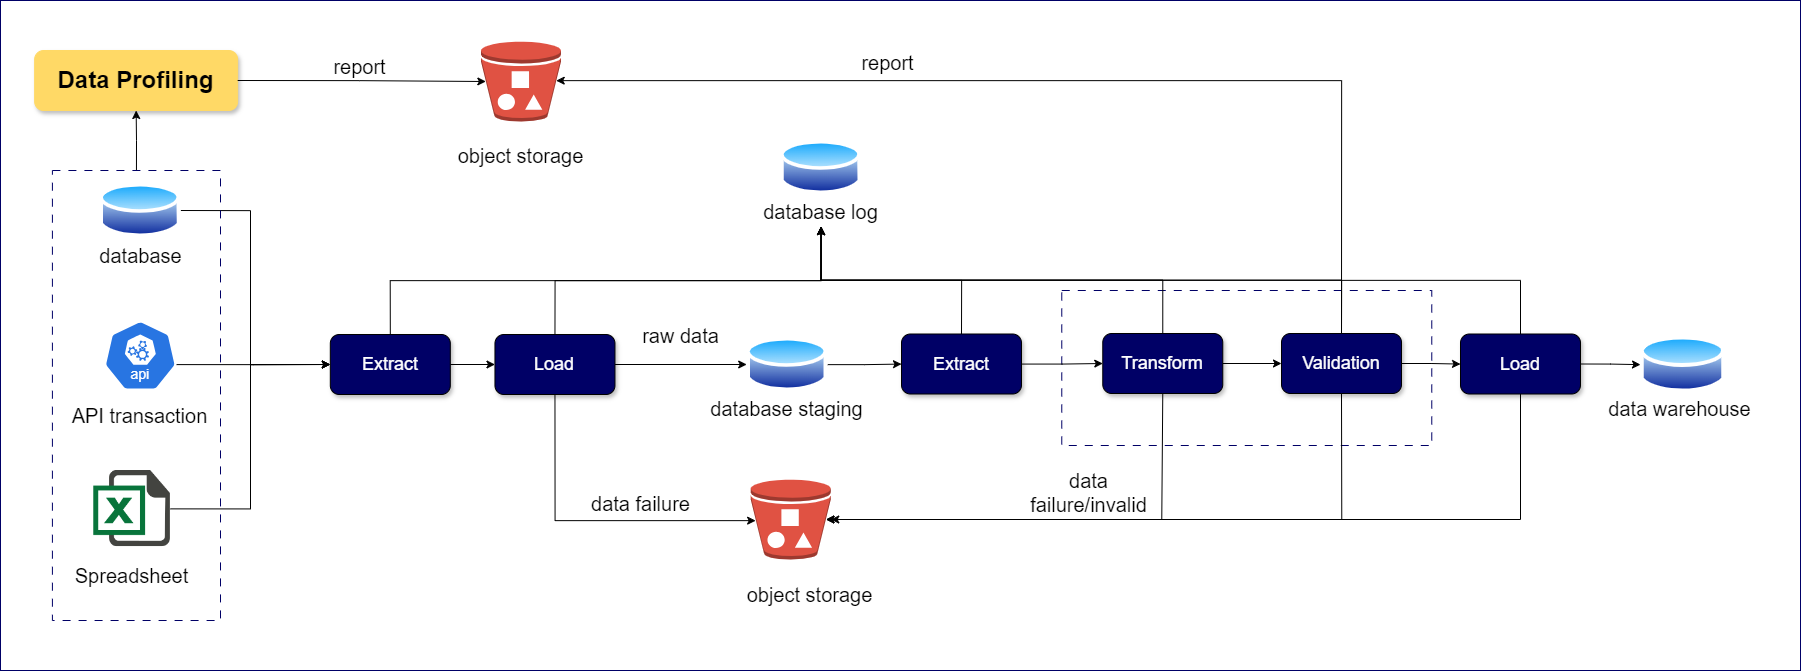 Data Profiling
report
report
object storage
database log
database
raw data
api
Extract
Load
Extract
Transform
Validation
Load
API transaction
database staging
data warehouse
data
failure/invalid
data failure
X
Spreadsheet
object storage